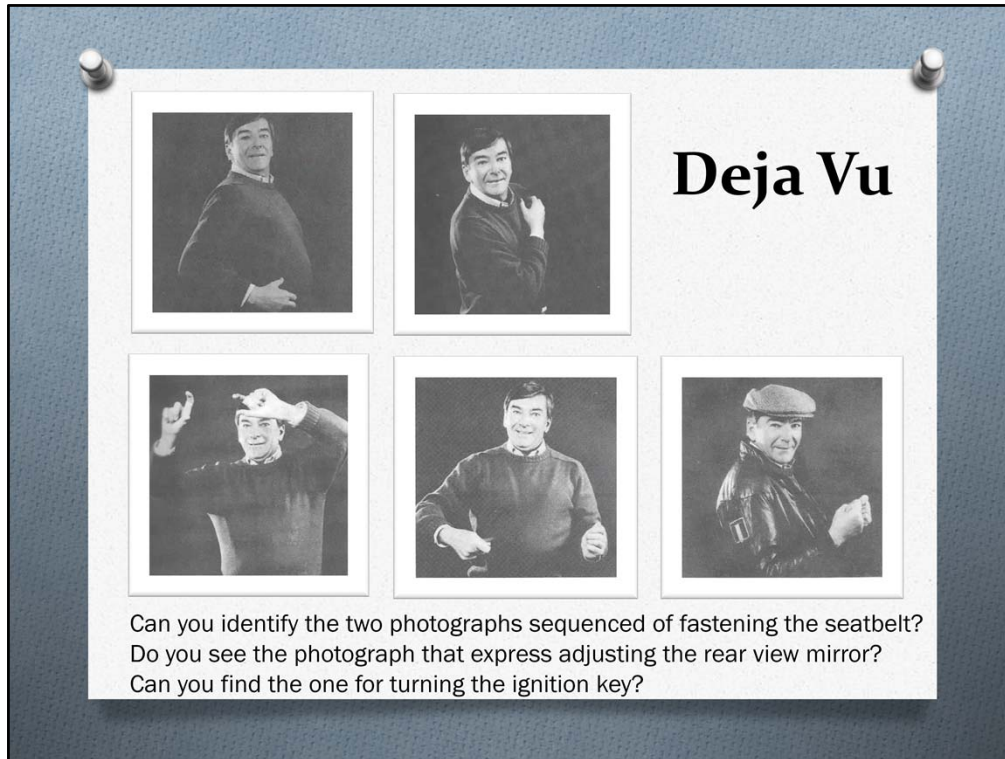 Deja Vu
Can you identify the two photographs sequenced of fastening the seatbelt?
Do you see the photograph that express adjusting the rear view mirror?
Can you find the one for turning the ignition key?